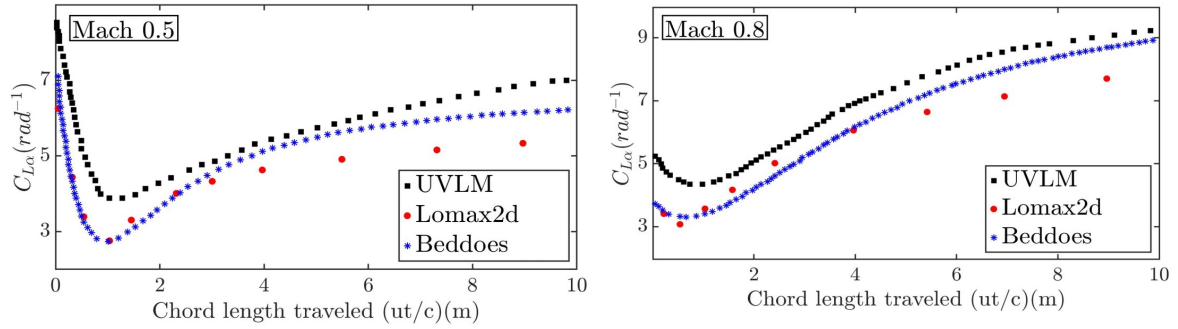 Mach 0.5
C_{Lα}(rad^{-1})
7
5
3
0
2
4
6
8
10
UVLM
Lomax2d
Beddoes
Chord length traveled (ut/c)(m)
Mach 0.8
C_{Lα}(rad^{-1})
9
7
5
3
2
4
6
8
10
UVLM
Lomax2d
Beddoes
Chord length traveled (ut/c)(m)